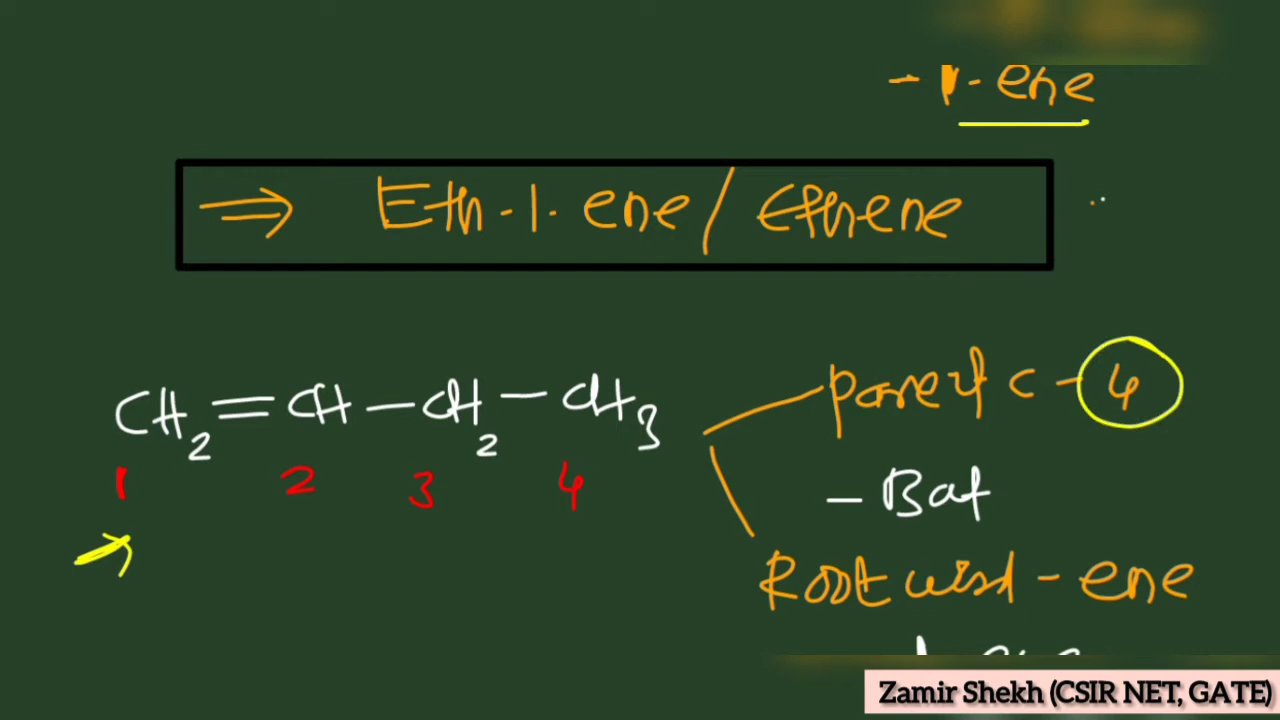 - 1 - ene
⇒ Eth-1-ene / Ethene
CH2 = CH - CH2 - CH3
1 2 3 4
parent C - 4
- But
Root word - ene
Zamir Shekh (CSIR NET, GATE)